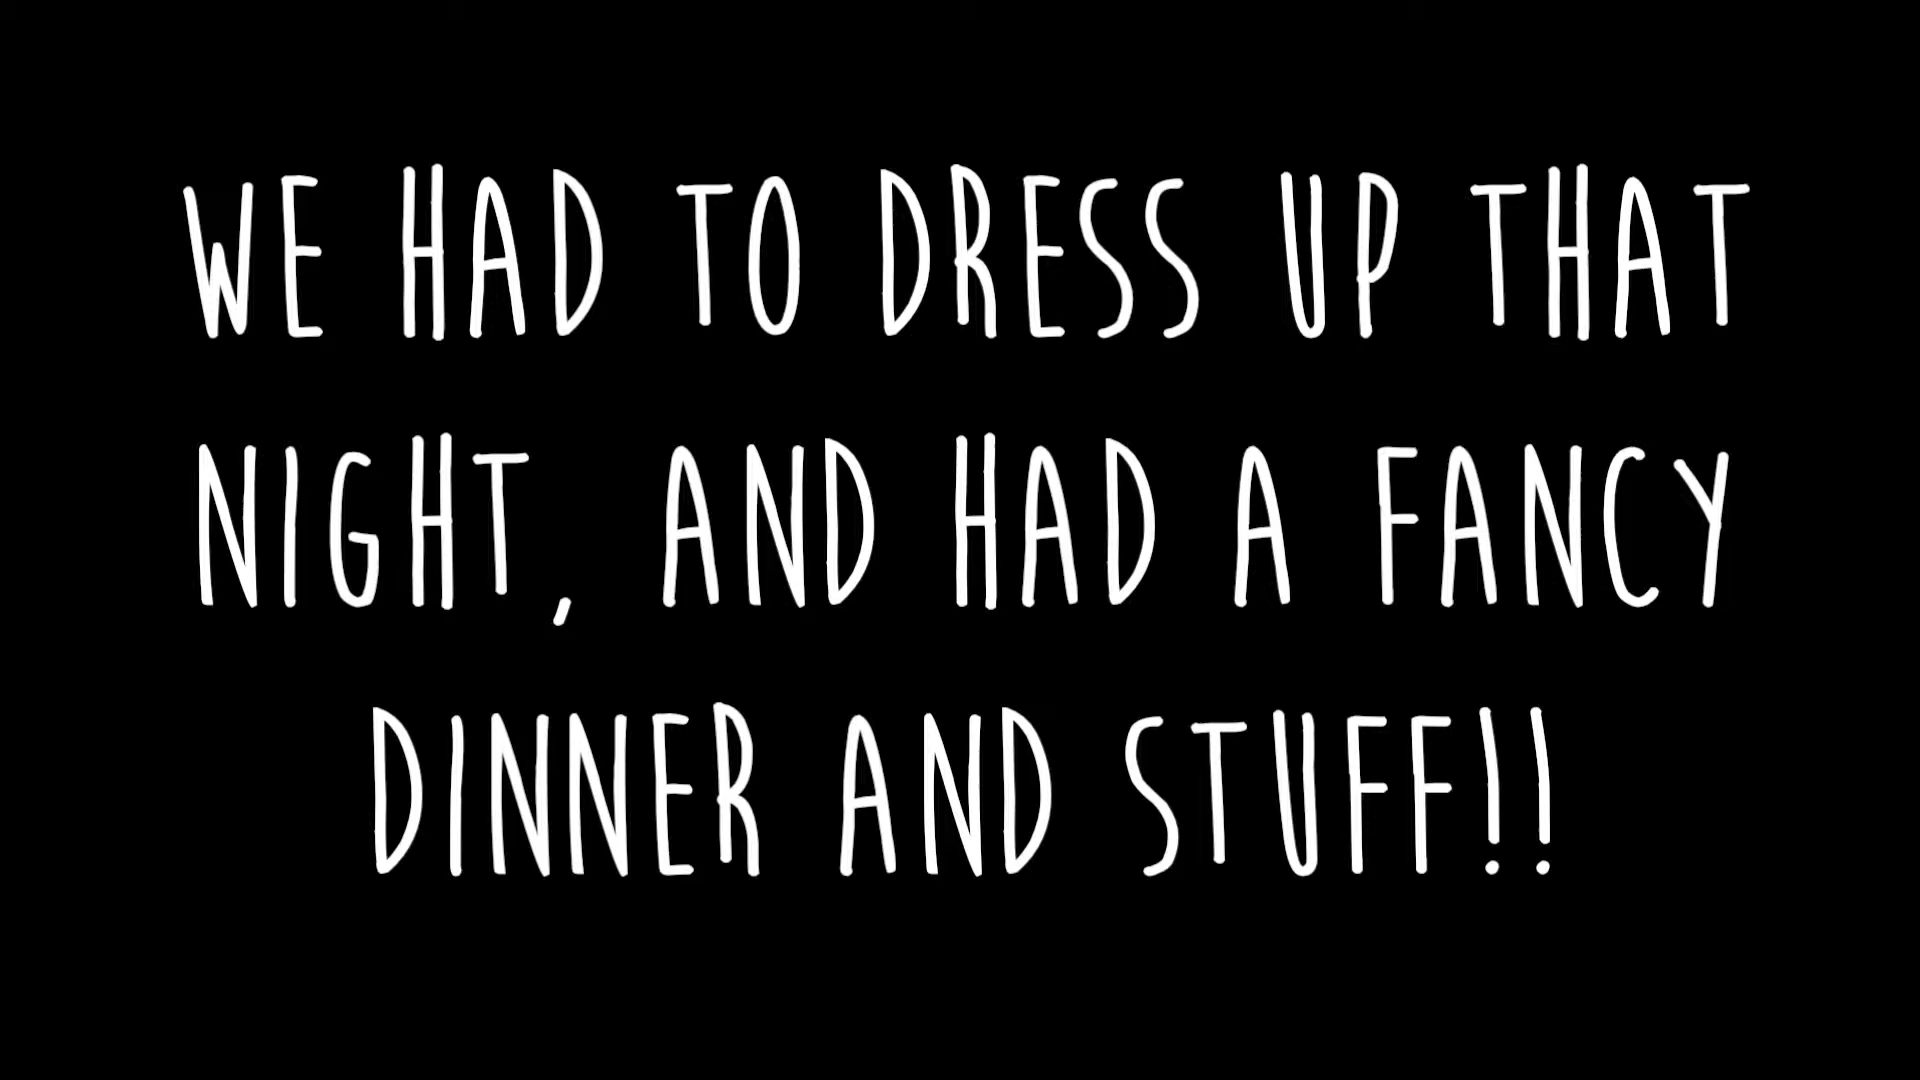 WE HAD TO DRESS UP THAT
NIGHT, AND HAD A FANCY
DINNER AND STUFF!!